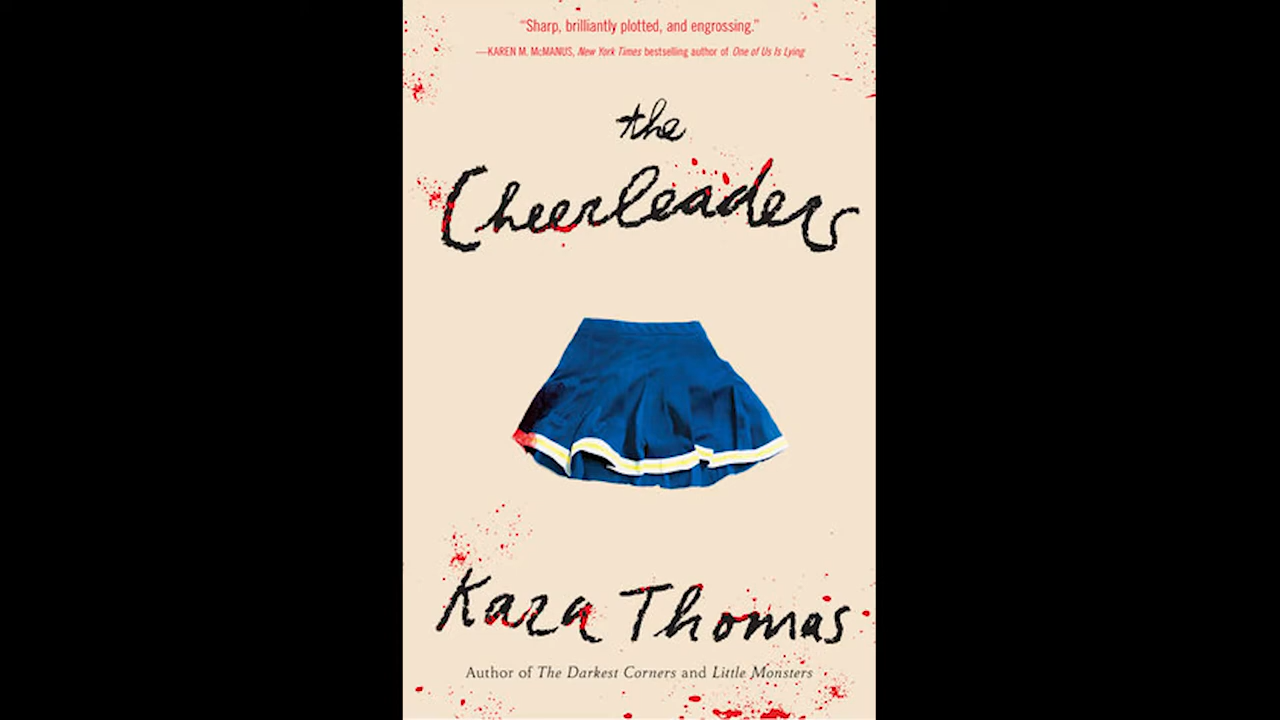 “Sharp, brilliantly plotted, and engrossing.”
—KAREN M. McMANUS, New York Times bestselling author of One of Us Is Lying
the
Cheerleaders
Kara Thomas
Author of The Darkest Corners and Little Monsters